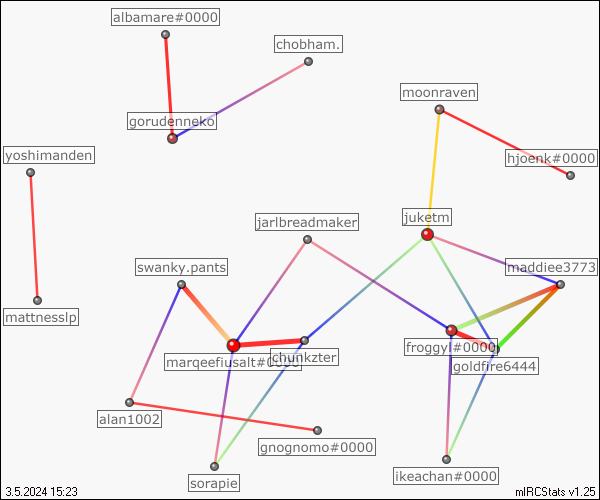 albamare#0000
chobham.
moonraven
gorudenneko
yoshimanden
hjoenk#0000
jarlbreadmaker
juketm
swanky.pants
maddiee3773
mattnesslp
froggyl#0000
marqeefiusalt#0000
chunkzter
goldfire6444
alan1002
gnognomo#0000
ikeachan#0000
sorapie
3.5.2024 15:23
mIRCStats v1.25